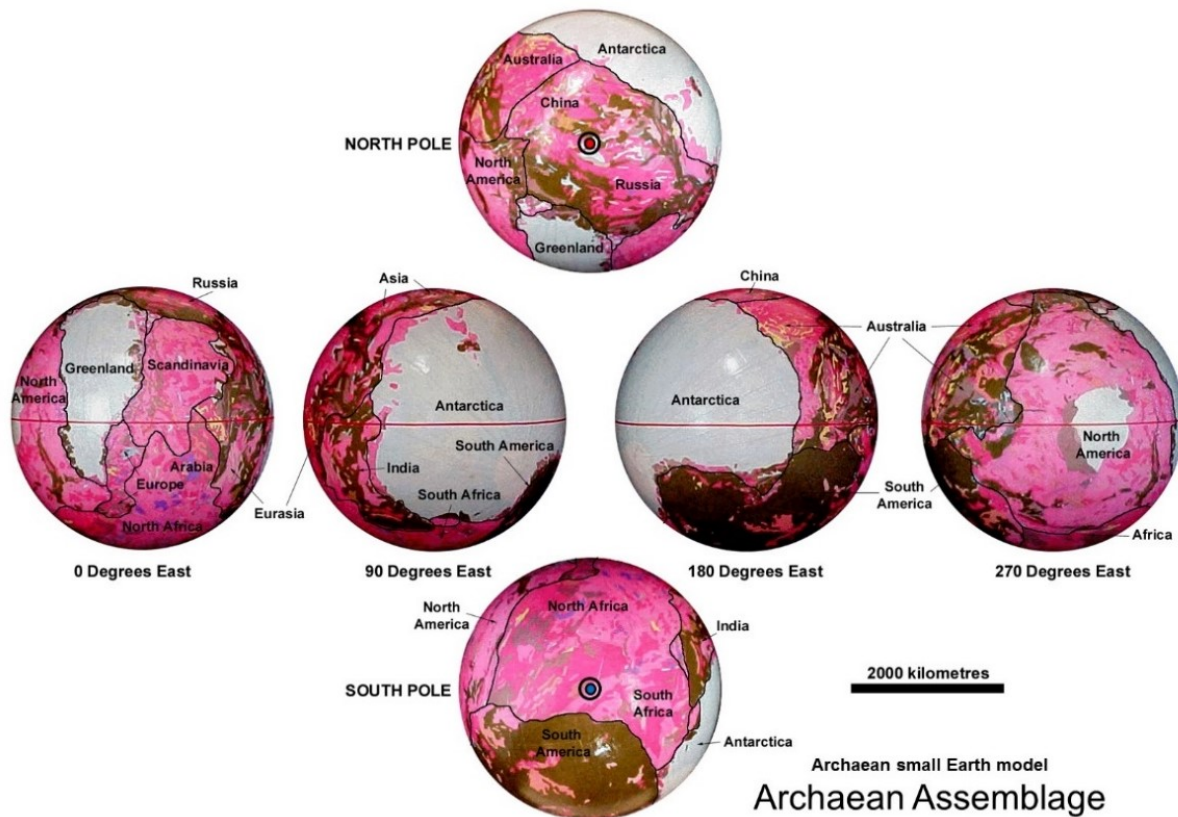 Australia
Antarctica
China
NORTH POLE
North
America
Russia
Greenland
Russia
Greenland
Scandinavia
North
America
Arabia
Europe
North Africa
Eurasia
0 Degrees East
Asia
Antarctica
South America
India
South Africa
90 Degrees East
China
Australia
Antarctica
South
America
180 Degrees East
North
America
Africa
270 Degrees East
North
America
North Africa
India
SOUTH POLE
South
Africa
South
America
Antarctica
2000 kilometres
Archaean small Earth model
Archaean Assemblage